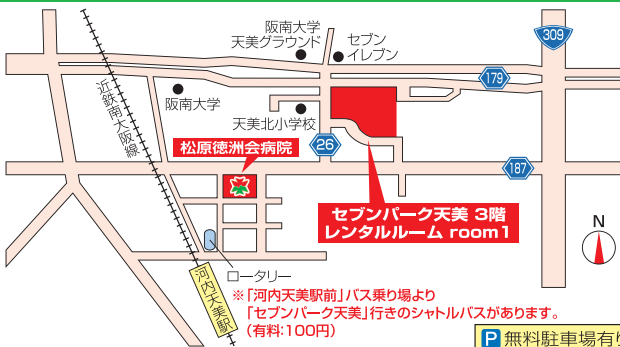 阪南大学
天美グラウンド
セブン
イレブン
309
179
近鉄南大阪線
阪南大学
天美北小学校
松原徳洲会病院
26
187
セブンパーク天美 3階
レンタルルーム room1
N
ロータリー
河内天美駅
※「河内天美駅前」バス乗り場より
「セブンパーク天美」行きのシャトルバスがあります。
(有料:100円)
P 無料駐車場有り